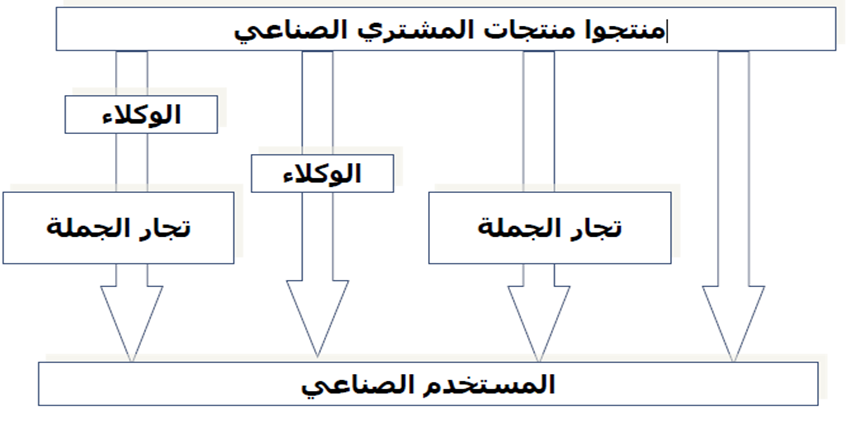 منتجوا منتجات المشتري الصناعي
الوكلاء
الوكلاء
تجار الجملة
تجار الجملة
المستخدم الصناعي